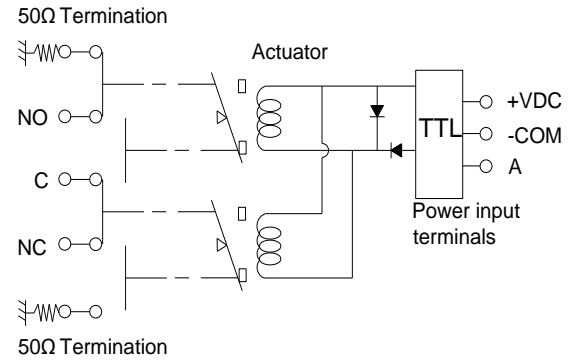 50Ω Termination
Actuator
NO
C
NC
TTL
+VDC
-COM
A
Power input
terminals
50Ω Termination